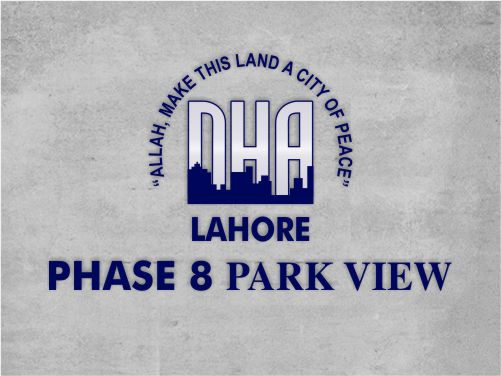 "ALLAH, MAKE THIS LAND A CITY OF PEACE"
DHA
LAHORE
PHASE 8 PARK VIEW